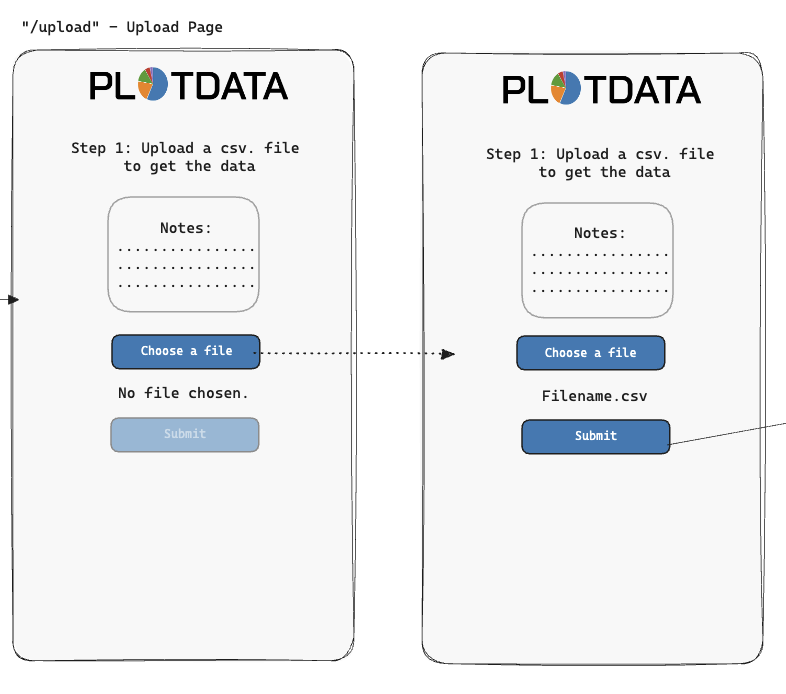 "/upload" - Upload Page
PLOTDATA
Step 1: Upload a csv. file
to get the data
Notes:
................
................
................
Choose a file
No file chosen.
Submit
PLOTDATA
Step 1: Upload a csv. file
to get the data
Notes:
................
................
................
Choose a file
Filename.csv
Submit